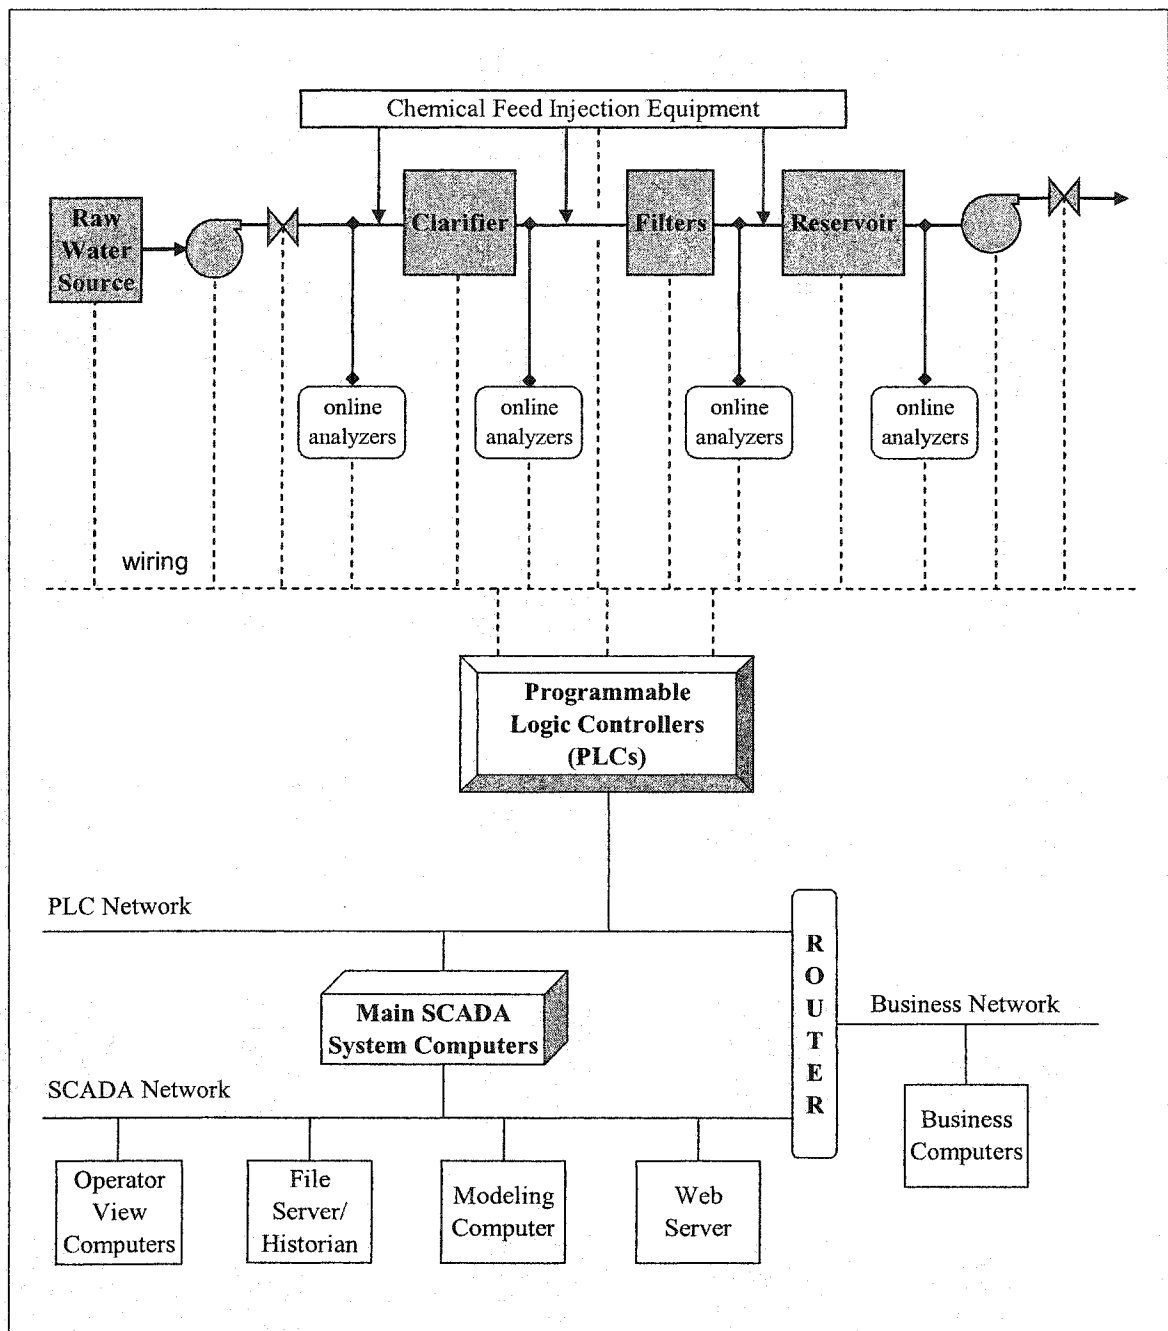 Chemical Feed Injection Equipment
Raw
Water
Source
Clarifier
Filters
Reservoir
online
analyzers
online
analyzers
online
analyzers
online
analyzers
wiring
Programmable
Logic Controllers
(PLCs)
PLC Network
R
O
U
T
E
R
Main SCADA
System Computers
Business Network
SCADA Network
Business
Computers
Operator
View
Computers
File
Server/
Historian
Modeling
Computer
Web
Server